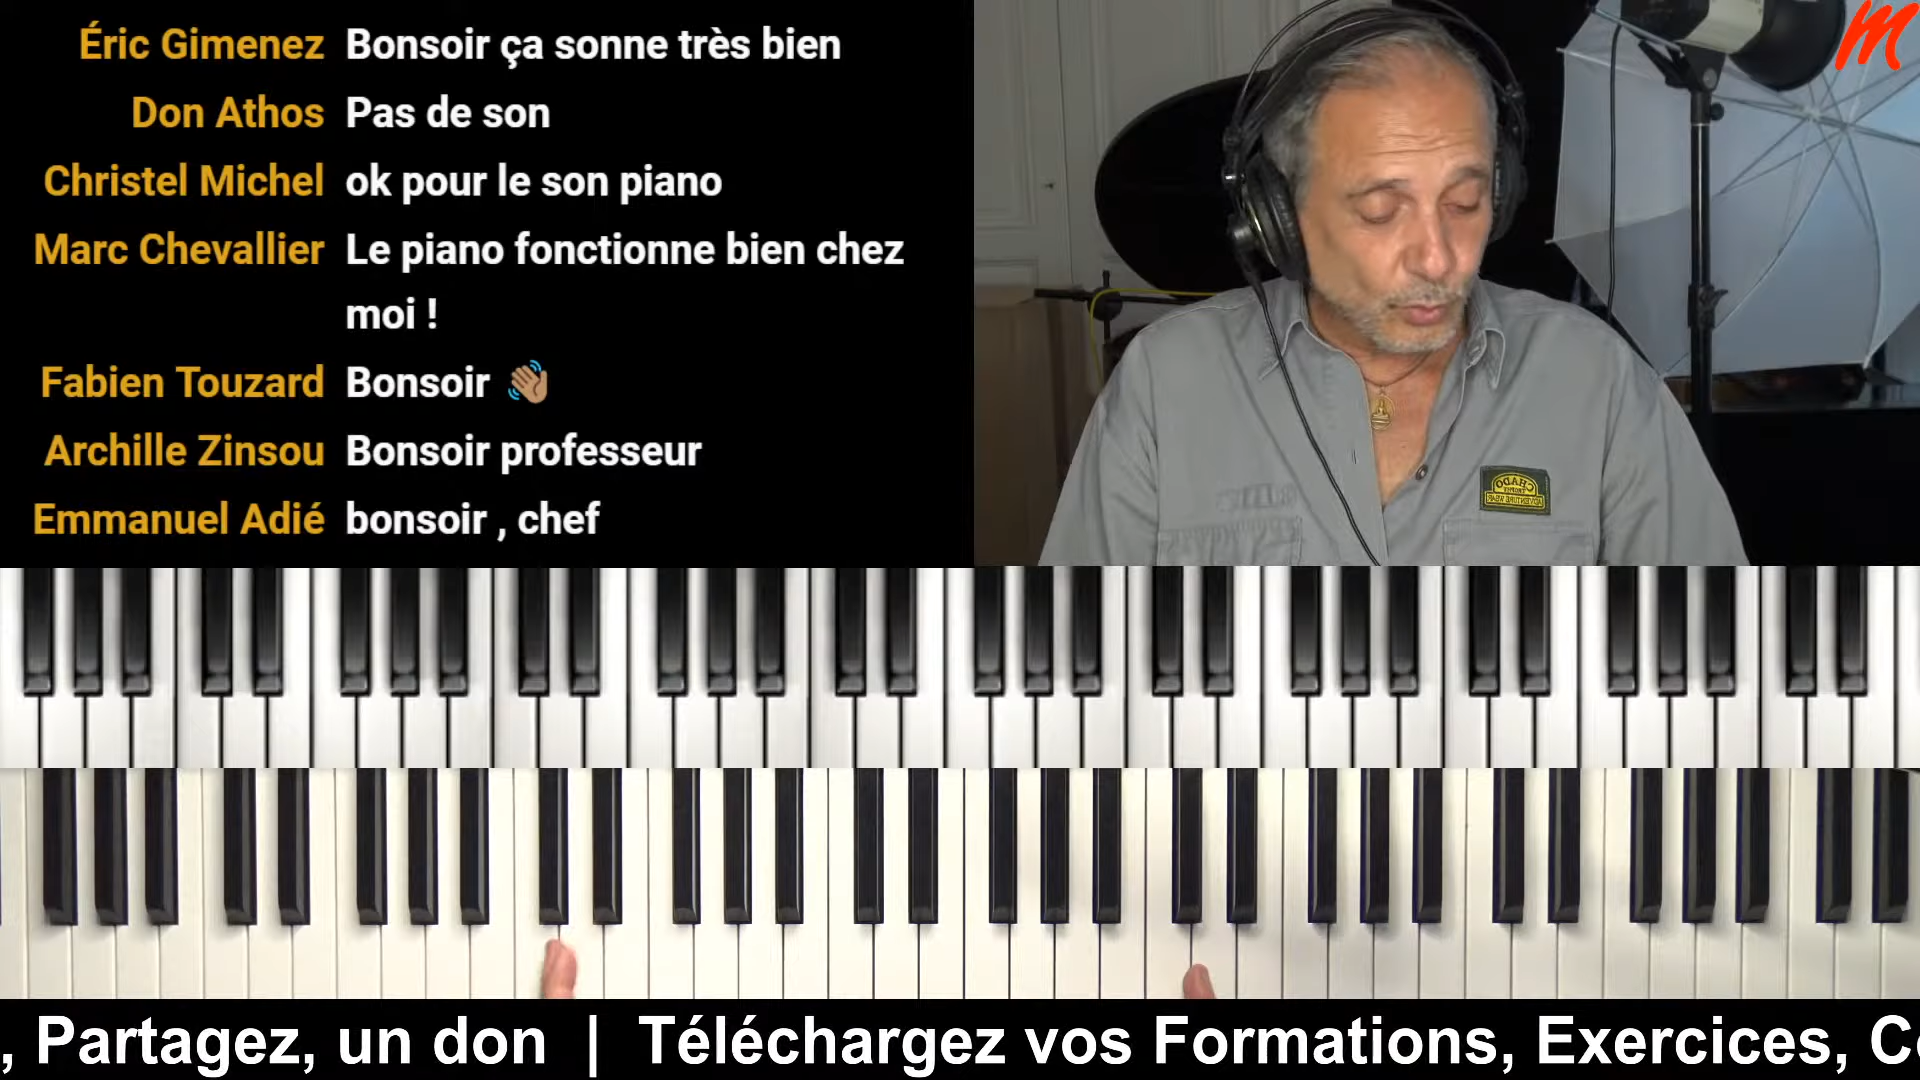 Éric Gimenez Bonsoir ça sonne très bien
Don Athos Pas de son
Christel Michel ok pour le son piano
Marc Chevallier Le piano fonctionne bien chez
moi !
Fabien Touzard Bonsoir 👋🏽
Archille Zinsou Bonsoir professeur
Emmanuel Adié bonsoir , chef
M
CHADO
, Partagez, un don | Téléchargez vos Formations, Exercices, C